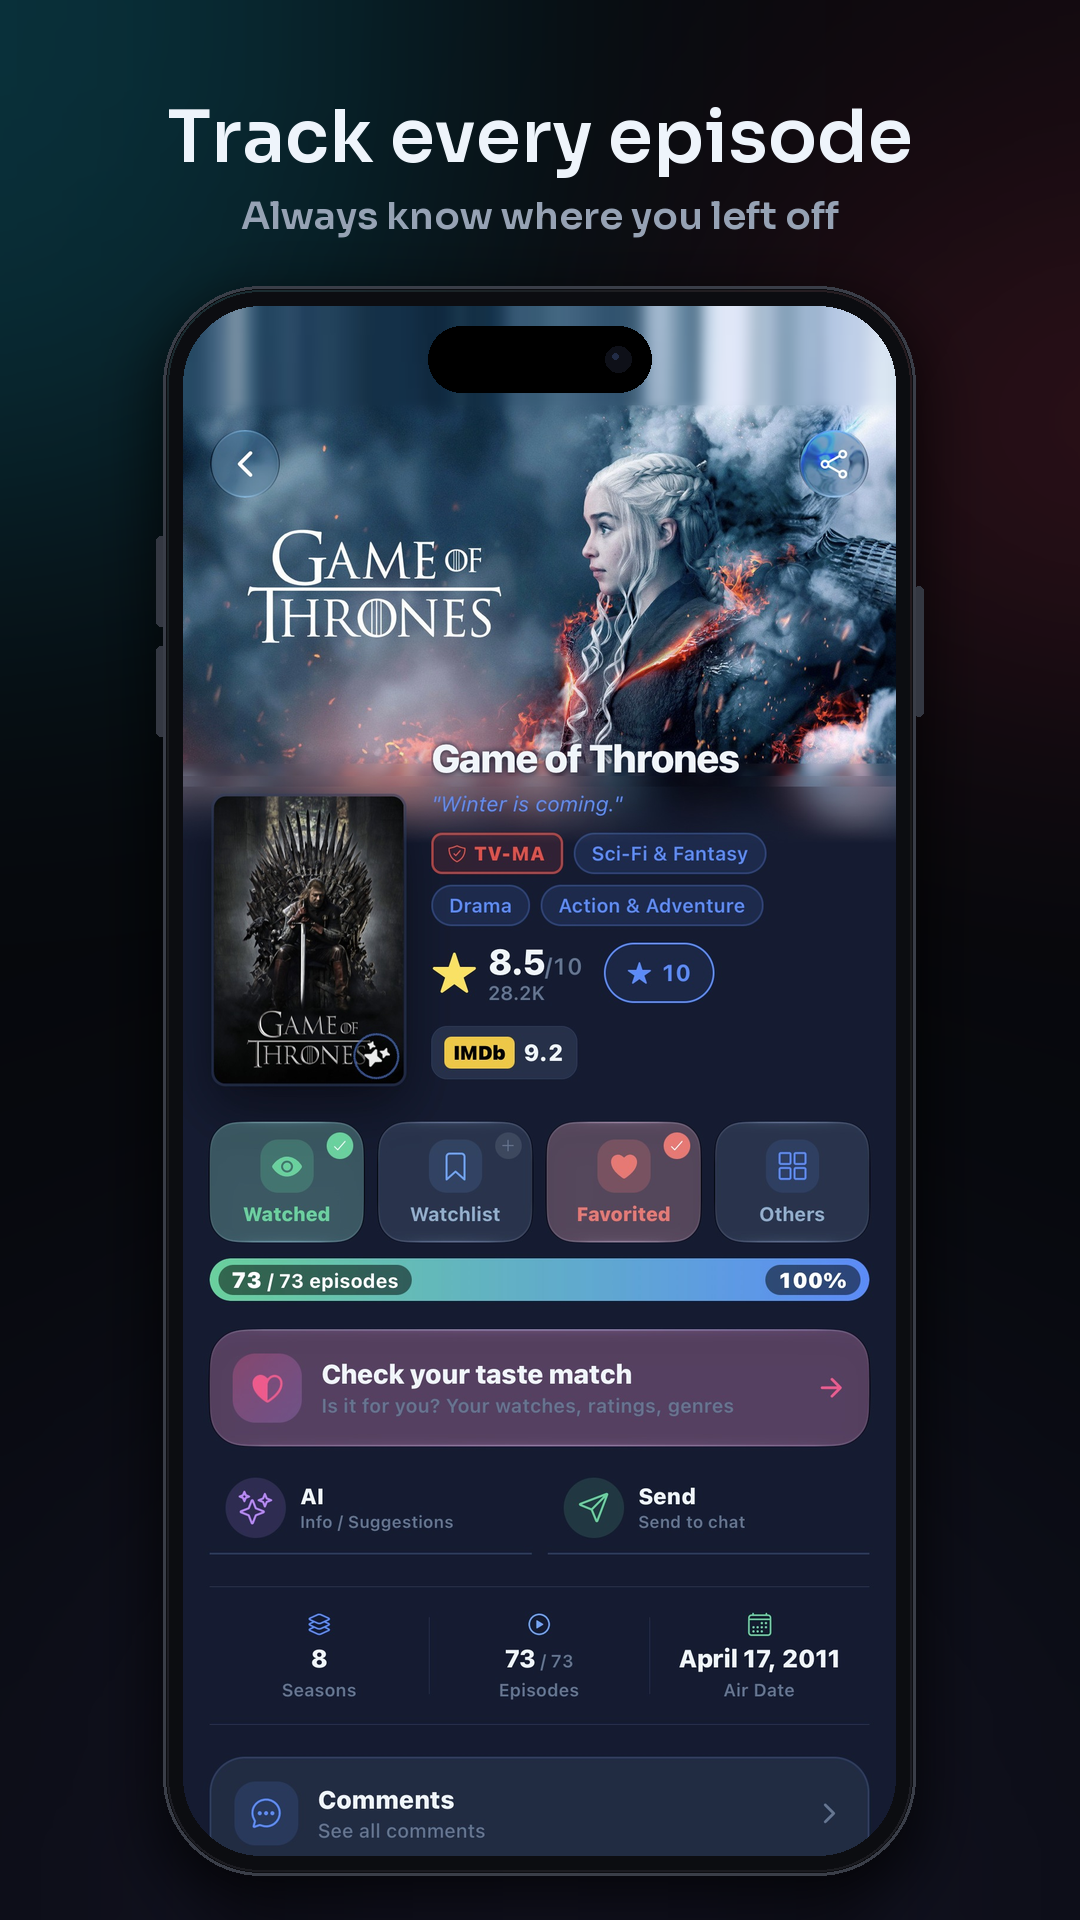 Track every episode
Always know where you left off
GAME OF
THRONES
Game of Thrones
"Winter is coming."
TV-MA
Sci-Fi & Fantasy
Drama
Action & Adventure
8.5/10
28.2K
10
GAME OF
THRONES
IMDb 9.2
Watched
Watchlist
Favorited
Others
73 / 73 episodes
100%
Check your taste match
Is it for you? Your watches, ratings, genres
AI
Info / Suggestions
Send
Send to chat
8
Seasons
73 / 73
Episodes
April 17, 2011
Air Date
Comments
See all comments